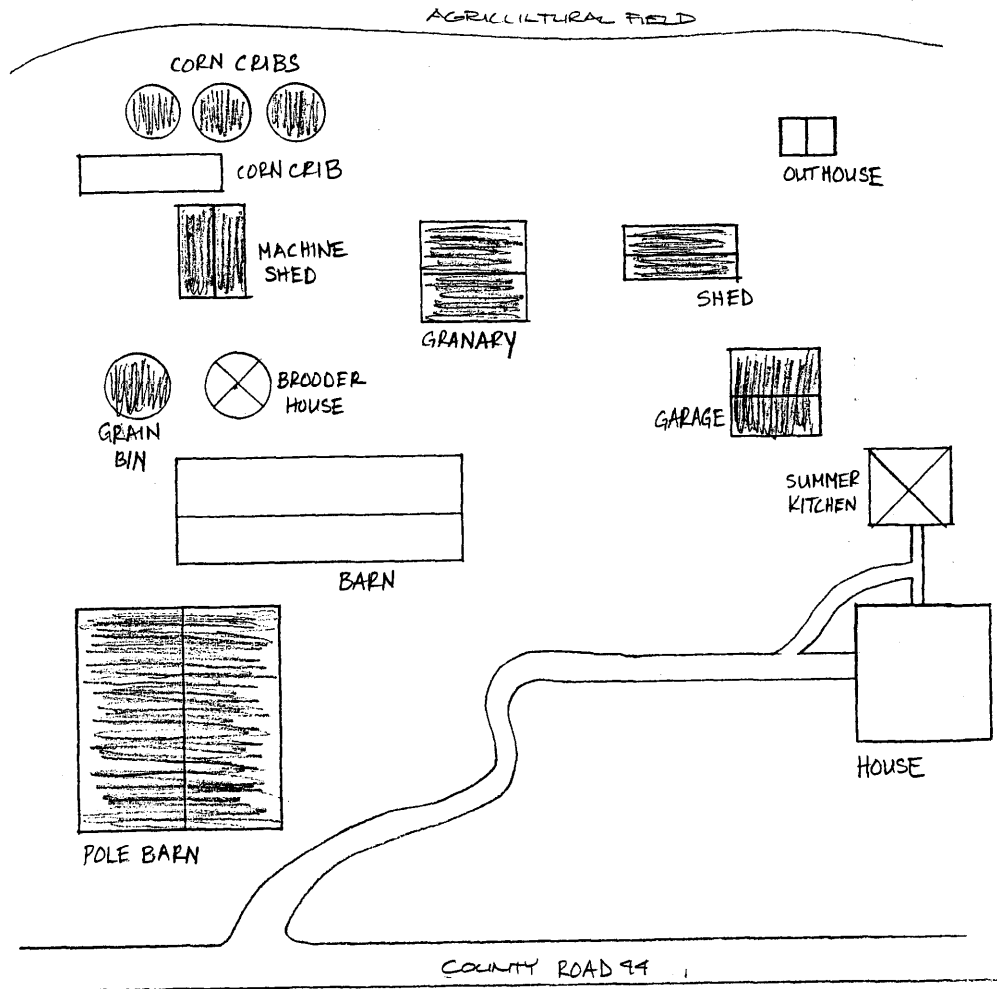 AGRICULTURAL FIELD
CORN CRIBS
CORN CRIB
OUTHOUSE
MACHINE
SHED
SHED
GRANARY
BROODER
HOUSE
GARAGE
GRAIN
BIN
SUMMER
KITCHEN
BARN
HOUSE
POLE BARN
COUNTY ROAD 44